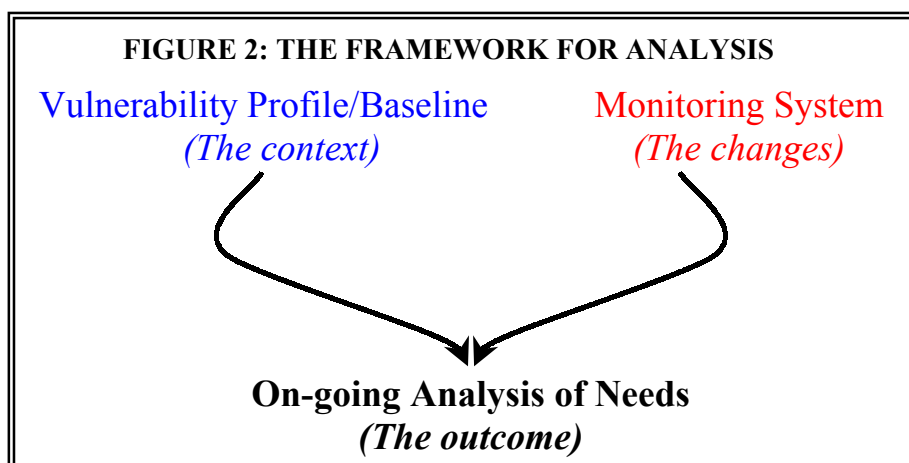 FIGURE 2: THE FRAMEWORK FOR ANALYSIS
Vulnerability Profile/Baseline
(The context)
Monitoring System
(The changes)
On-going Analysis of Needs
(The outcome)